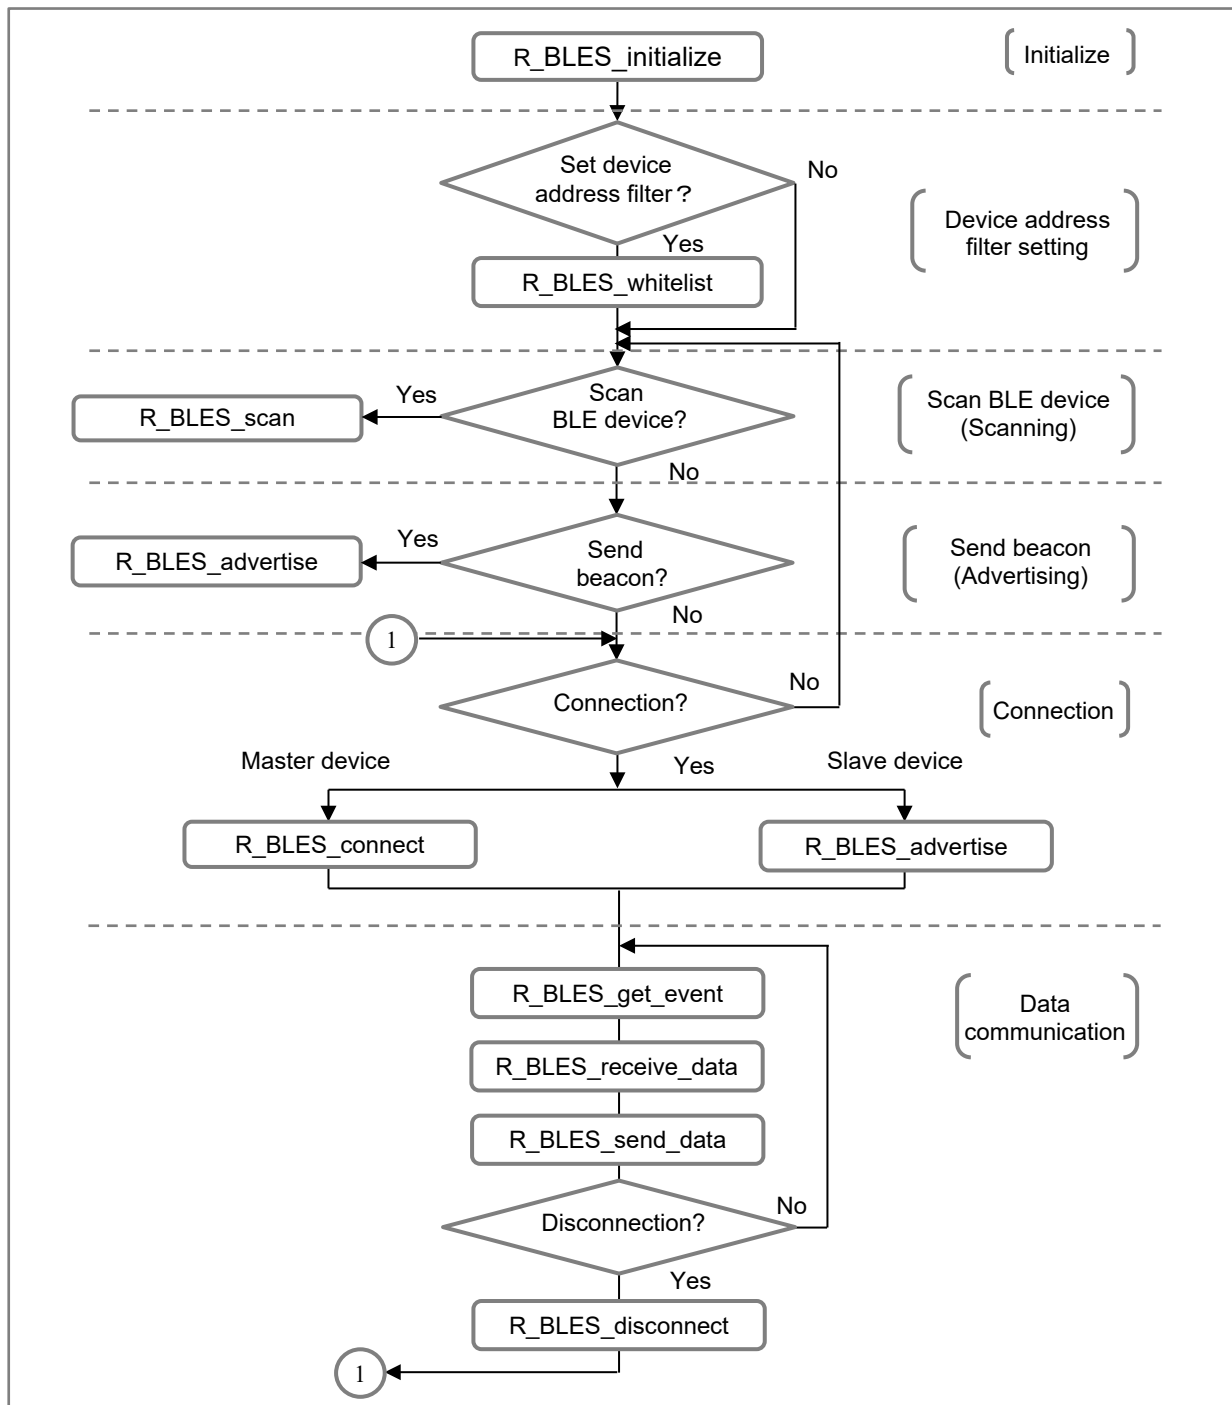 R_BLES_initialize
Initialize
Set device
address filter？
No
Device address
filter setting
Yes
R_BLES_whitelist
Scan
BLE device?
Yes
R_BLES_scan
Scan BLE device
(Scanning)
No
Send
beacon?
Yes
R_BLES_advertise
Send beacon
(Advertising)
No
1
Connection?
No
Connection
Master device
Yes
Slave device
R_BLES_connect
R_BLES_advertise
R_BLES_get_event
Data
communication
R_BLES_receive_data
R_BLES_send_data
Disconnection?
No
Yes
R_BLES_disconnect
1